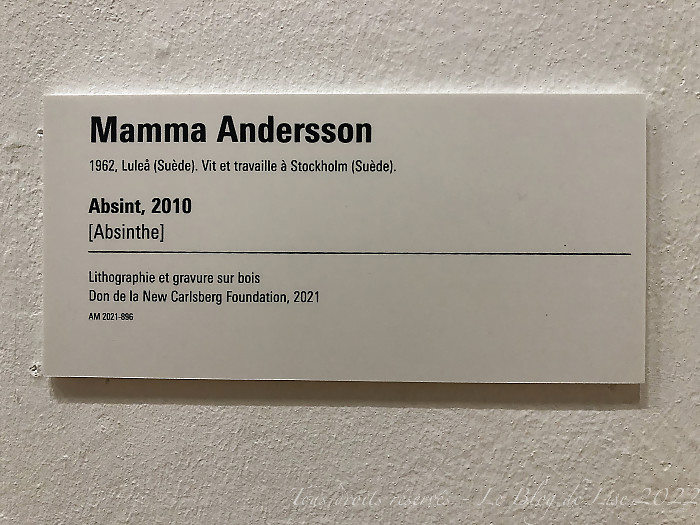 Mamma Andersson
1962, Luleå (Suède). Vit et travaille à Stockholm (Suède).
Absint, 2010
[Absinthe]
Lithographie et gravure sur bois
Don de la New Carlsberg Foundation, 2021
AM 2021-896
Tous droits réservés - Le Blog de Lise 2022